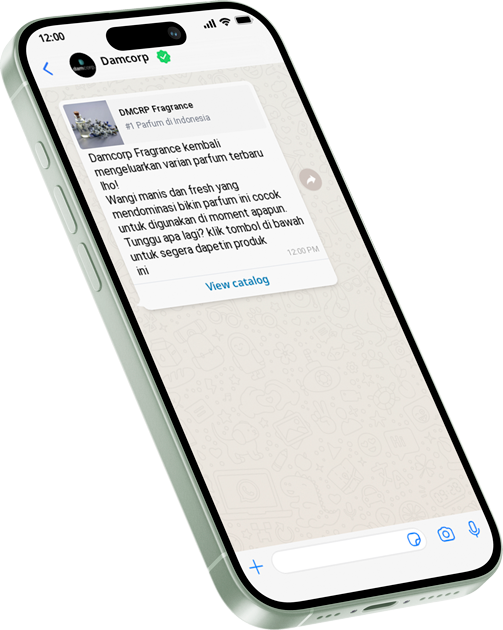 12:00
Damcorp
DMCRP Fragrance
#1 Parfum di Indonesia
Damcorp Fragrance kembali
mengeluarkan varian parfum terbaru
lho!
Wangi manis dan fresh yang
mendominasi bikin parfum ini cocok
untuk digunakan di moment apapun.
Tunggu apa lagi? klik tombol di bawah
untuk segera dapetin produk
ini
12:00 PM
View catalog